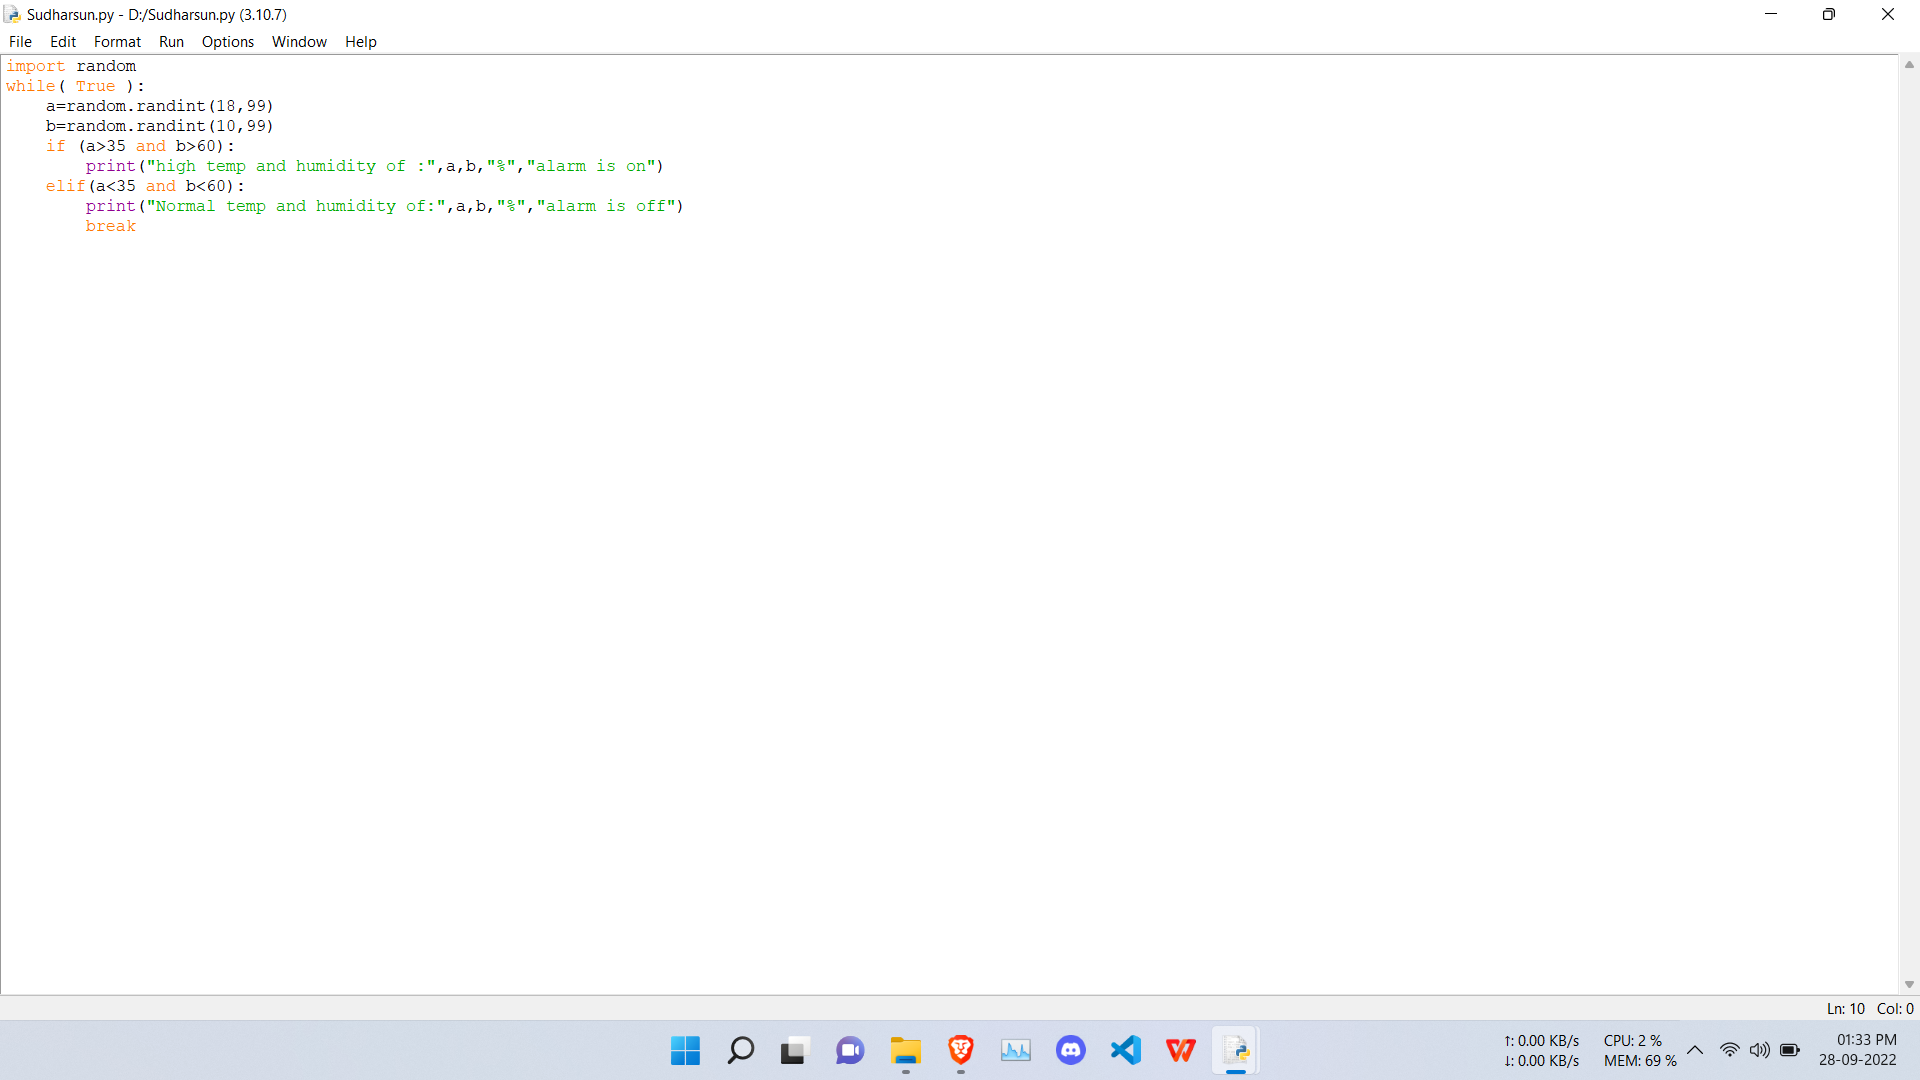 Sudharsun.py - D:/Sudharsun.py (3.10.7)
File Edit Format Run Options Window Help
import random
while( True ):
    a=random.randint(18,99)
    b=random.randint(10,99)
    if (a>35 and b>60):
        print("high temp and humidity of :",a,b,"%","alarm is on")
    elif(a<35 and b<60):
        print("Normal temp and humidity of:",a,b,"%","alarm is off")
        break
Ln: 10 Col: 0
↑: 0.00 KB/s CPU: 2 % 01:33 PM
↓: 0.00 KB/s MEM: 69 % 28-09-2022